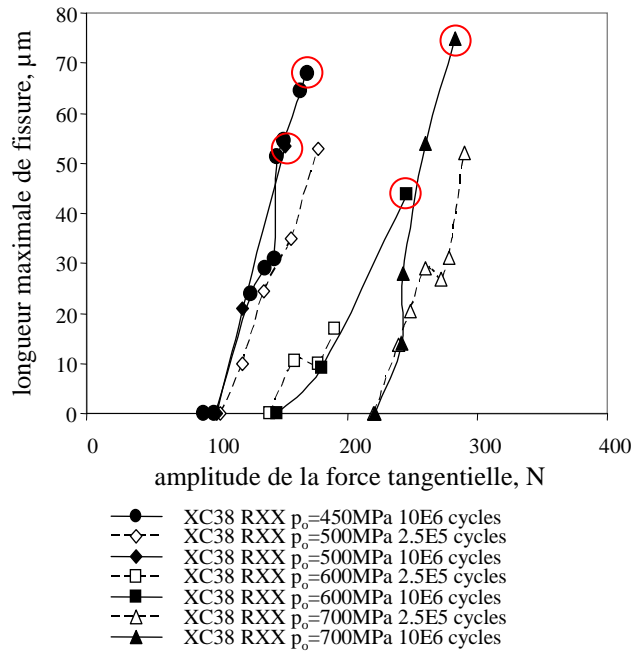 longueur maximale de fissure, µm
80
70
60
50
40
30
20
10
0
0 100 200 300 400
amplitude de la force tangentielle, N
XC38 RXX pₒ=450MPa 10E6 cycles
XC38 RXX pₒ=500MPa 2.5E5 cycles
XC38 RXX pₒ=500MPa 10E6 cycles
XC38 RXX pₒ=600MPa 2.5E5 cycles
XC38 RXX pₒ=600MPa 10E6 cycles
XC38 RXX pₒ=700MPa 2.5E5 cycles
XC38 RXX pₒ=700MPa 10E6 cycles